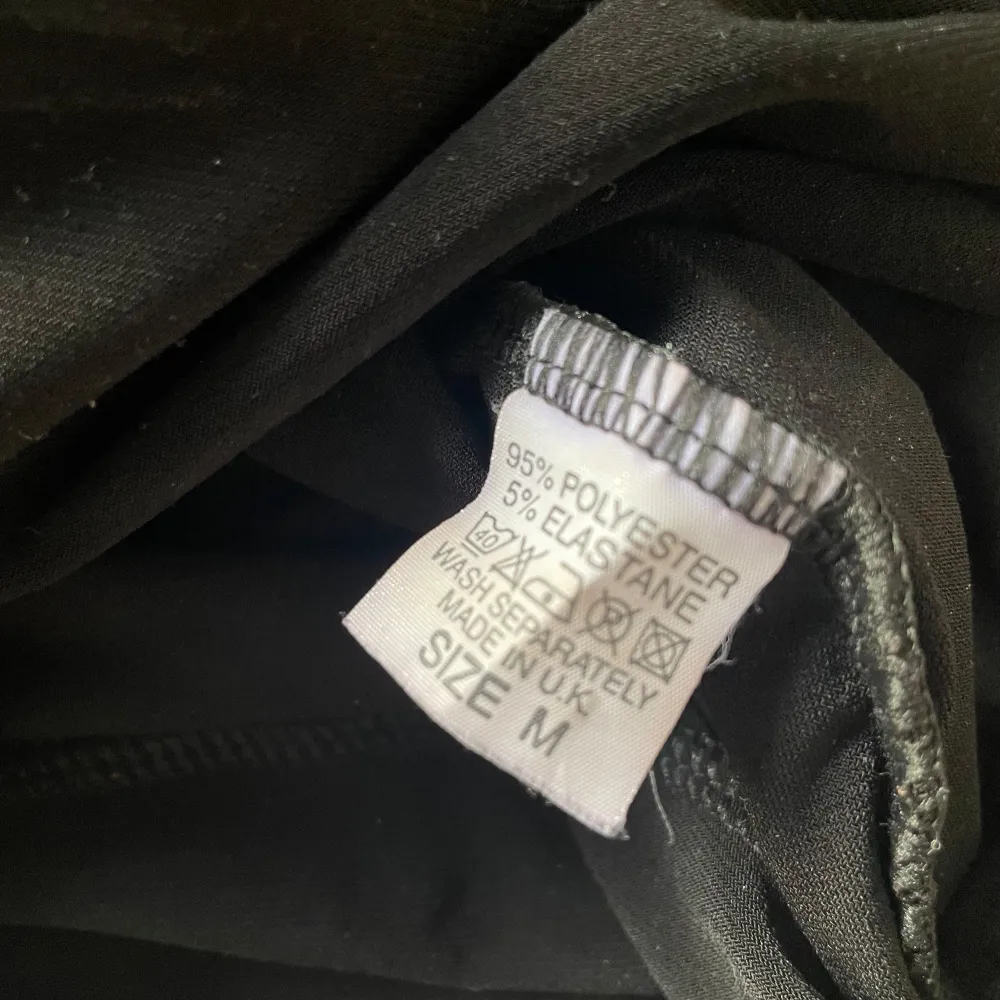 95% POLYESTER
5% ELASTANE
40 P
WASH SEPARATELY
MADE IN U.K.
SIZE M